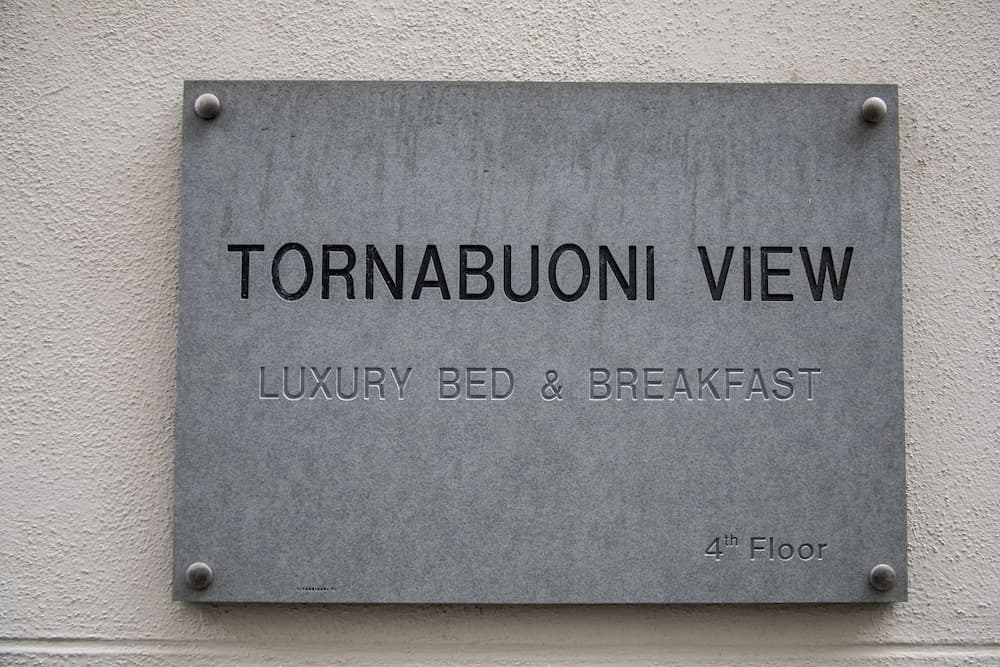 TORNABUONI VIEW
LUXURY BED & BREAKFAST
4th Floor